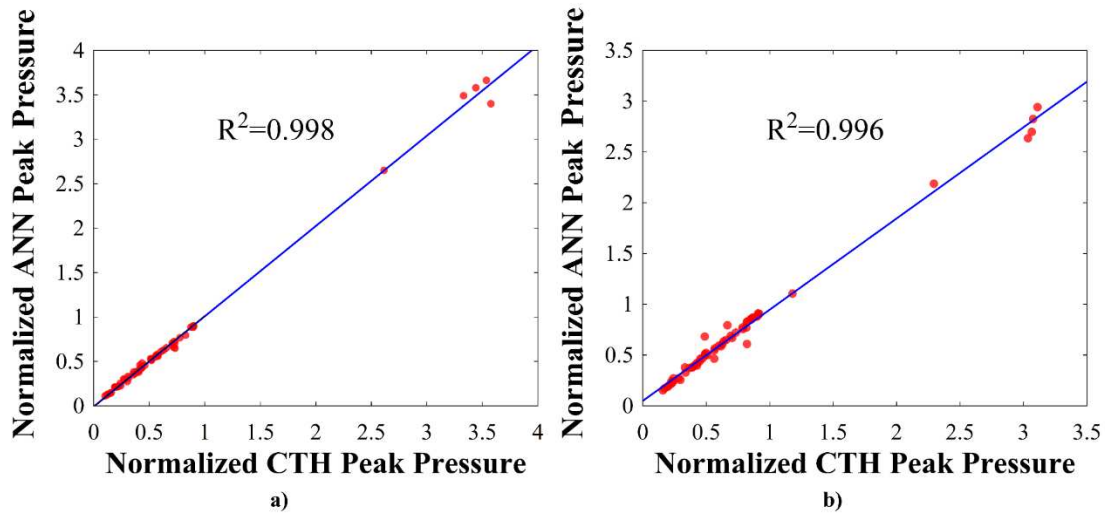 Normalized ANN Peak Pressure
4
3.5
3
2.5
2
1.5
1
0.5
0
R²=0.998
0 0.5 1 1.5 2 2.5 3 3.5 4
Normalized CTH Peak Pressure
a)
Normalized ANN Peak Pressure
3.5
3
2.5
2
1.5
1
0.5
0
R²=0.996
0 0.5 1 1.5 2 2.5 3 3.5
Normalized CTH Peak Pressure
b)